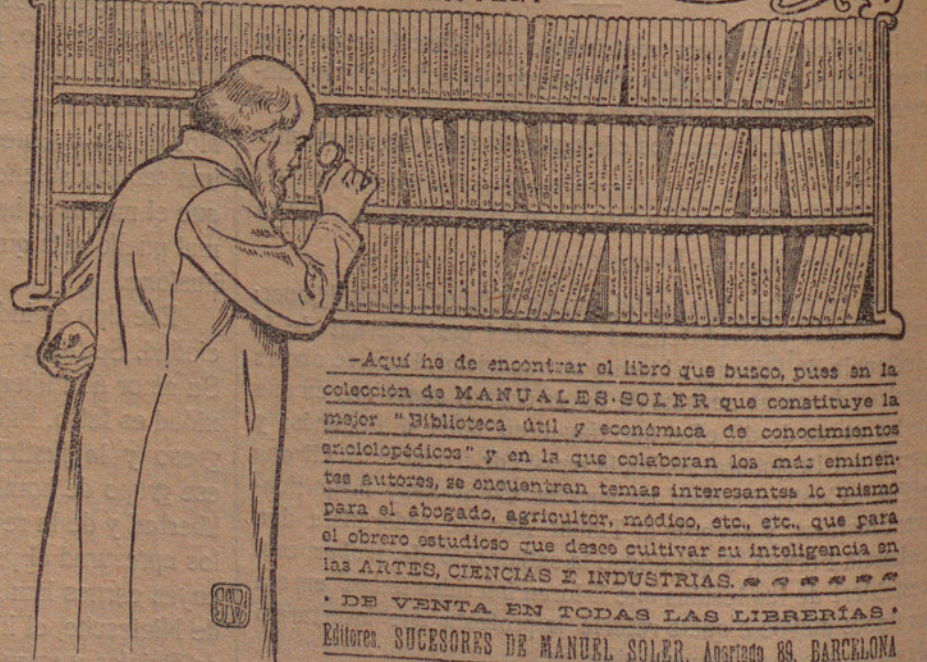 —Aquí he de encontrar el libro que busco, pues en la
colección de MANUALES-SOLER que constituye la
mejor "Biblioteca útil y económica de conocimientos
enciclopédicos" y en la que colaboran los más eminen-
tes autores, se encuentran temas interesantes lo mismo
para el abogado, agricultor, médico, etc., etc., que para
el obrero estudioso que desee cultivar su inteligencia en
las ARTES, CIENCIAS E INDUSTRIAS.
· DE VENTA EN TODAS LAS LIBRERÍAS ·
Editores, SUCESORES DE MANUEL SOLER, Apartado 89, BARCELONA